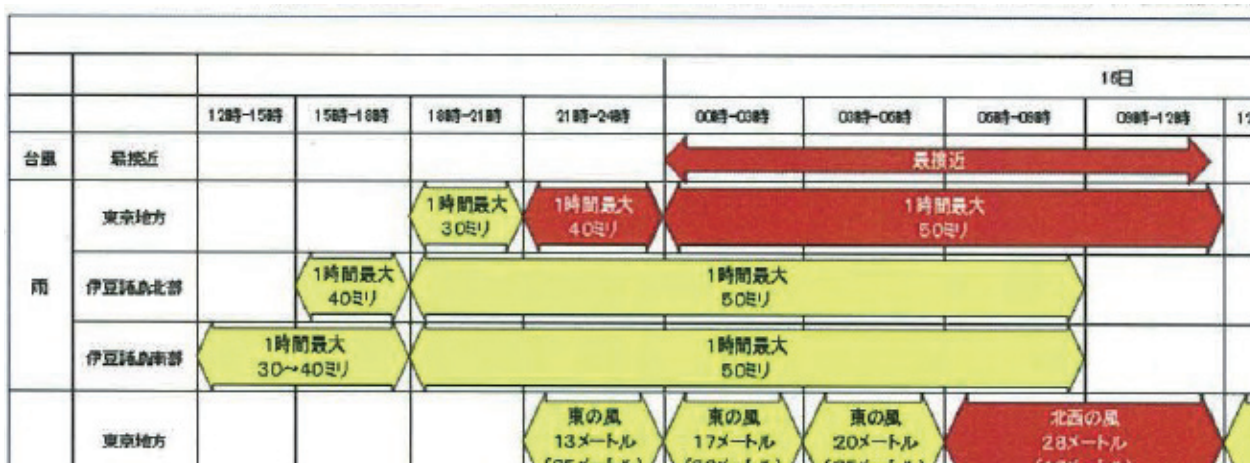 16日
12時-15時 15時-18時 18時-21時 21時-24時 00時-03時 03時-06時 06時-09時 09時-12時
台風 最接近 最接近
東京地方 1時間最大 30ミリ 1時間最大 40ミリ 1時間最大 50ミリ
雨 伊豆諸島北部 1時間最大 40ミリ 1時間最大 50ミリ
伊豆諸島南部 1時間最大 30～40ミリ 1時間最大 50ミリ
東京地方 東の風 13メートル 東の風 17メートル 東の風 20メートル 北西の風 28メートル